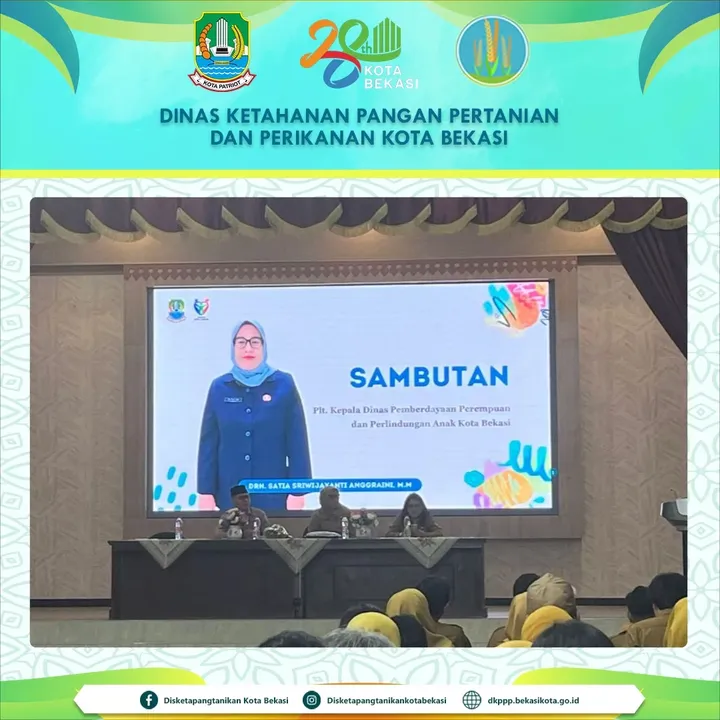 KOTA PATRIOT
28th
KOTA
BEKASI
DINAS KETAHANAN PANGAN PERTANIAN
DAN PERIKANAN KOTA BEKASI
SAMBUTAN
Plt. Kepala Dinas Pemberdayaan Perempuan
dan Perlindungan Anak Kota Bekasi
DRH. SATIA SRIWIJAYANTI ANGGRAINI, M.M
Disketapangtanikan Kota Bekasi
Disketapangtanikankotabekasi
dkppp.bekasikota.go.id